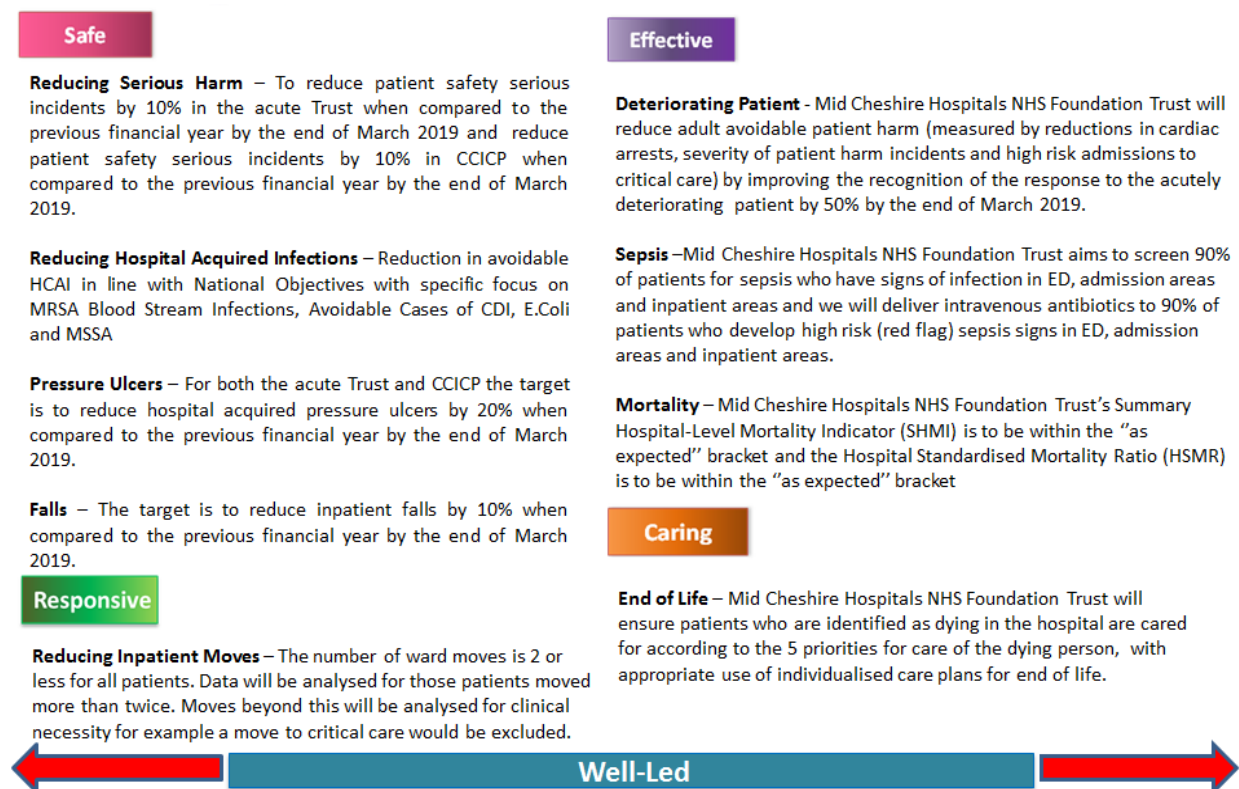 Safe
Reducing Serious Harm – To reduce patient safety serious
incidents by 10% in the acute Trust when compared to the
previous financial year by the end of March 2019 and reduce
patient safety serious incidents by 10% in CCICP when
compared to the previous financial year by the end of March
2019.
Reducing Hospital Acquired Infections – Reduction in avoidable
HCAI in line with National Objectives with specific focus on
MRSA Blood Stream Infections, Avoidable Cases of CDI, E.Coli
and MSSA
Pressure Ulcers – For both the acute Trust and CCICP the target
is to reduce hospital acquired pressure ulcers by 20% when
compared to the previous financial year by the end of March
2019.
Falls – The target is to reduce inpatient falls by 10% when
compared to the previous financial year by the end of March
2019.
Responsive
Reducing Inpatient Moves – The number of ward moves is 2 or
less for all patients. Data will be analysed for those patients moved
more than twice. Moves beyond this will be analysed for clinical
necessity for example a move to critical care would be excluded.
Effective
Deteriorating Patient - Mid Cheshire Hospitals NHS Foundation Trust will
reduce adult avoidable patient harm (measured by reductions in cardiac
arrests, severity of patient harm incidents and high risk admissions to
critical care) by improving the recognition of the response to the acutely
deteriorating patient by 50% by the end of March 2019.
Sepsis –Mid Cheshire Hospitals NHS Foundation Trust aims to screen 90%
of patients for sepsis who have signs of infection in ED, admission areas
and inpatient areas and we will deliver intravenous antibiotics to 90% of
patients who develop high risk (red flag) sepsis signs in ED, admission
areas and inpatient areas.
Mortality – Mid Cheshire Hospitals NHS Foundation Trust's Summary
Hospital-Level Mortality Indicator (SHMI) is to be within the ‘’as
expected’’ bracket and the Hospital Standardised Mortality Ratio (HSMR)
is to be within the ‘’as expected’’ bracket
Caring
End of Life – Mid Cheshire Hospitals NHS Foundation Trust will
ensure patients who are identified as dying in the hospital are cared
for according to the 5 priorities for care of the dying person, with
appropriate use of individualised care plans for end of life.
Well-Led